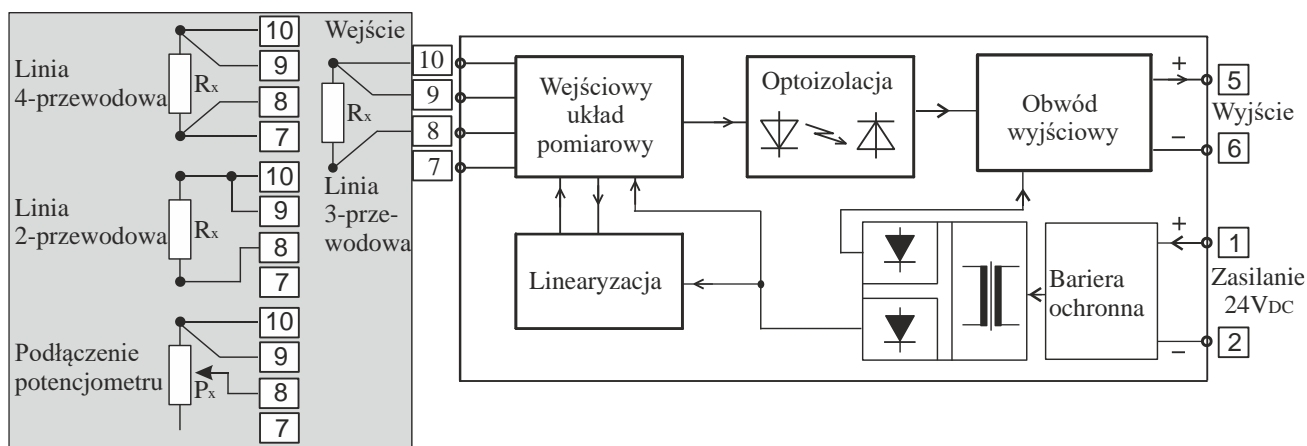 Linia
4-przewodowa
Rx
10
9
8
7
Linia
2-przewodowa
Rx
10
9
8
7
Podłączenie
potencjometru
Px
10
9
8
7
Wejście
Rx
10
9
8
7
Linia
3-prze-
wodowa
Wejściowy
układ
pomiarowy
Optoizolacja
Obwód
wyjściowy
+
5
Wyjście
–
6
Linearyzacja
Bariera
ochronna
+
1
Zasilanie
24VDC
–
2